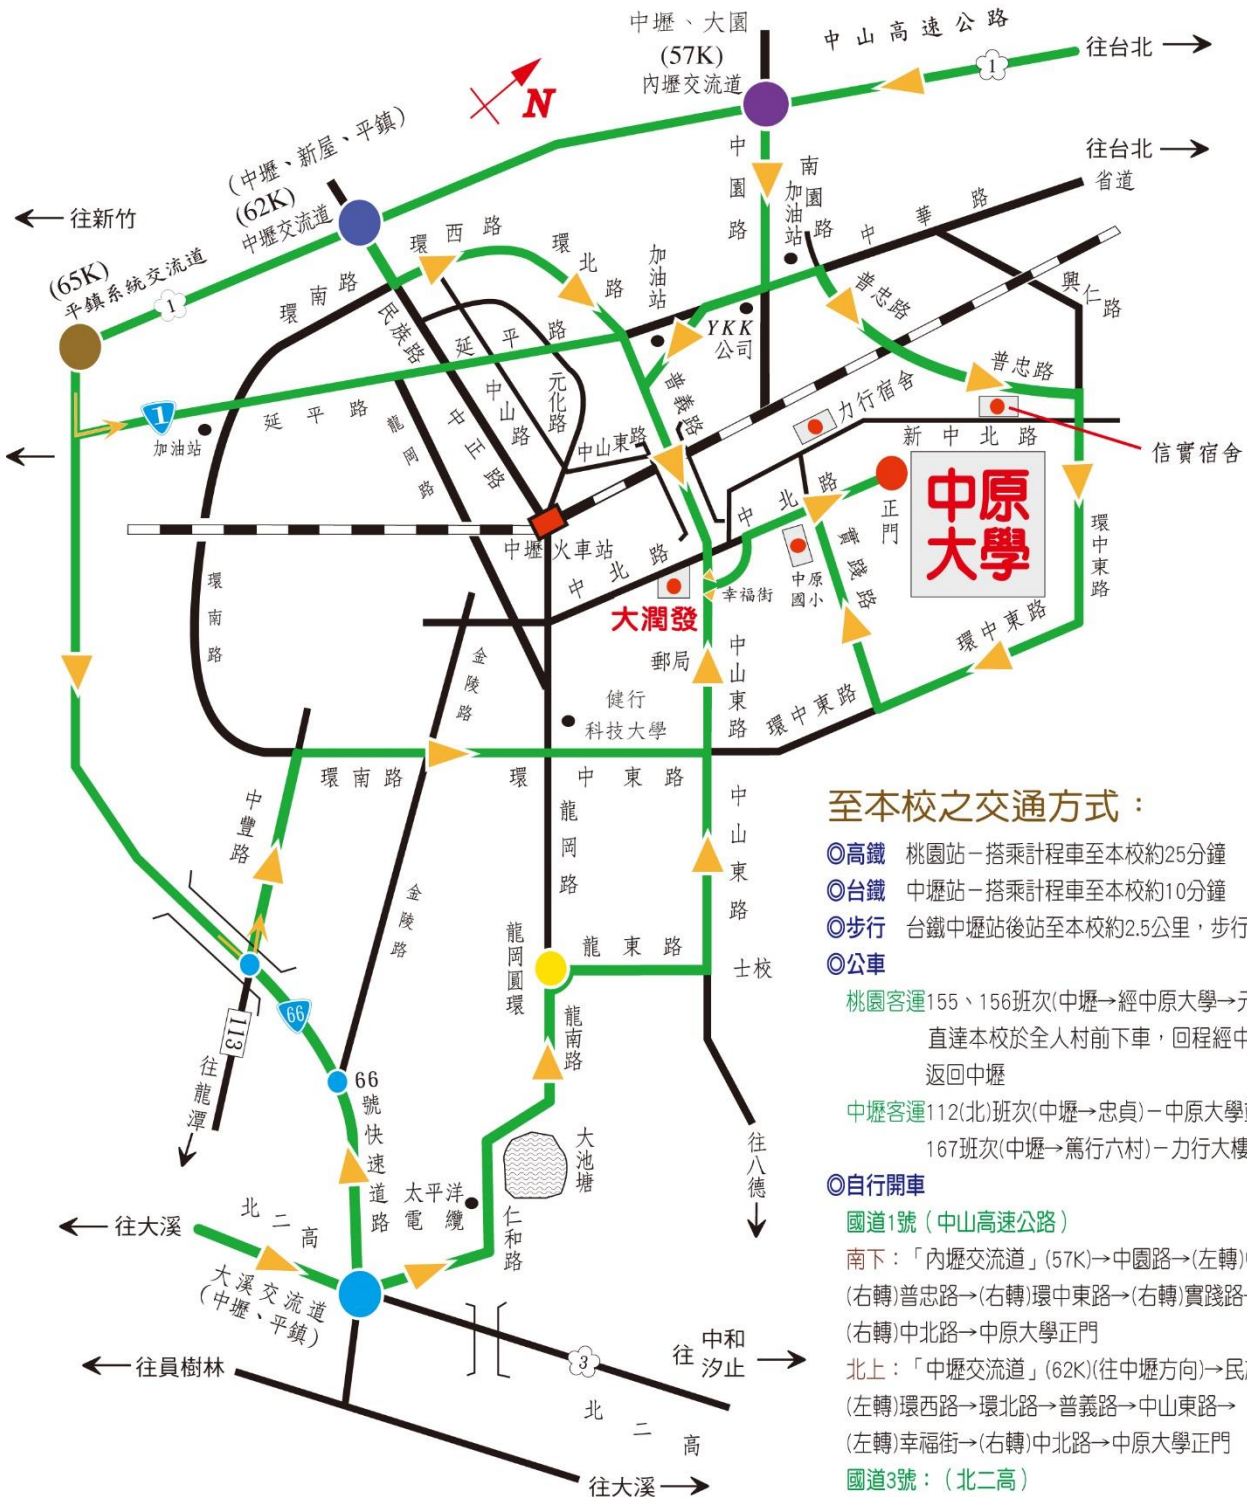 中壢、大園
(57K)
內壢交流道
中山高速公路
1
往台北
N
往台北
省道
(中壢、新屋、平鎮)
(62K)
中壢交流道
往新竹
(65K)
平鎮系統交流道
1
中園路
南園路
加油站
中華路
環西路
環北路
加油站
環南路
民族路
延平路
YKK
公司
普忠路
興仁路
普忠路
元化路
中山路
普義路
力行宿舍
1
延平路
加油站
龍岡路
中正路
中山東路
新中北路
信實宿舍
中北路
正門
中原
大學
環中東路
中壢火車站
中北路
實踐路
中原
國小
幸福街
大潤發
環南路
郵局
中山東路
環中東路
環中東路
金陵路
健行
科技大學
環南路
環中東路
中豐路
龍岡路
中山東路
金陵路
龍岡圓環
龍東路
士校
66
113
往龍潭
龍南路
66
號快速道路
大池塘
往八德
太平洋
電纜
仁和路
往大溪
北二高
大溪交流道
(中壢、平鎮)
往員樹林
3
往
中和
汐止
北二高
往大溪
至本校之交通方式：
◎高鐵 桃園站－搭乘計程車至本校約25分鐘
◎台鐵 中壢站－搭乘計程車至本校約10分鐘
◎步行 台鐵中壢站後站至本校約2.5公里，步行
◎公車
桃園客運155、156班次(中壢→經中原大學→
直達本校於全人村前下車，回程經中
返回中壢
中壢客運112(北)班次(中壢→忠貞)－中原大學
167班次(中壢→篤行六村)－力行大樓
◎自行開車
國道1號（中山高速公路）
南下：「內壢交流道」(57K)→中園路→(左轉)
(右轉)普忠路→(右轉)環中東路→(右轉)實踐路
(右轉)中北路→中原大學正門
北上：「中壢交流道」(62K)(往中壢方向)→民
(左轉)環西路→環北路→普義路→中山東路→
(左轉)幸福街→(右轉)中北路→中原大學正門
國道3號：（北二高）